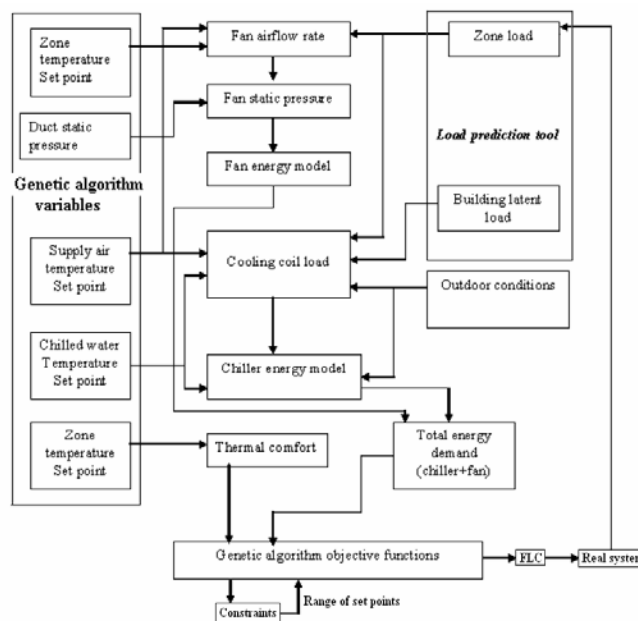 Zone
temperature
Set point
Fan airflow rate
Zone load
Duct static
pressure
Fan static pressure
Load prediction tool
Genetic algorithm
variables
Fan energy model
Building latent
load
Supply air
temperature
Set point
Cooling coil load
Outdoor conditions
Chilled water
Temperature
Set point
Chiller energy model
Zone
temperature
Set point
Thermal comfort
Total energy
demand
(chiller+fan)
Genetic algorithm objective functions
FLC
Real system
Constraints
Range of set points